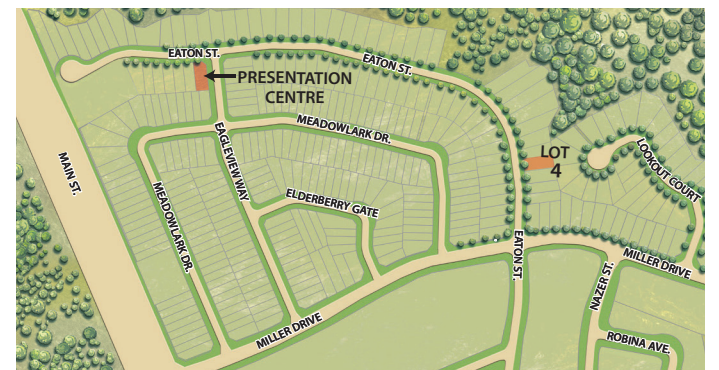 EATON ST.
EATON ST.
PRESENTATION
CENTRE
MAIN ST.
EAGLEVIEW WAY
MEADOWLARK DR.
LOT
4
LOOKOUT COURT
MEADOWLARK DR.
ELDERBERRY GATE
EATON ST.
MILLER DRIVE
NAZER ST.
MILLER DRIVE
ROBINA AVE.